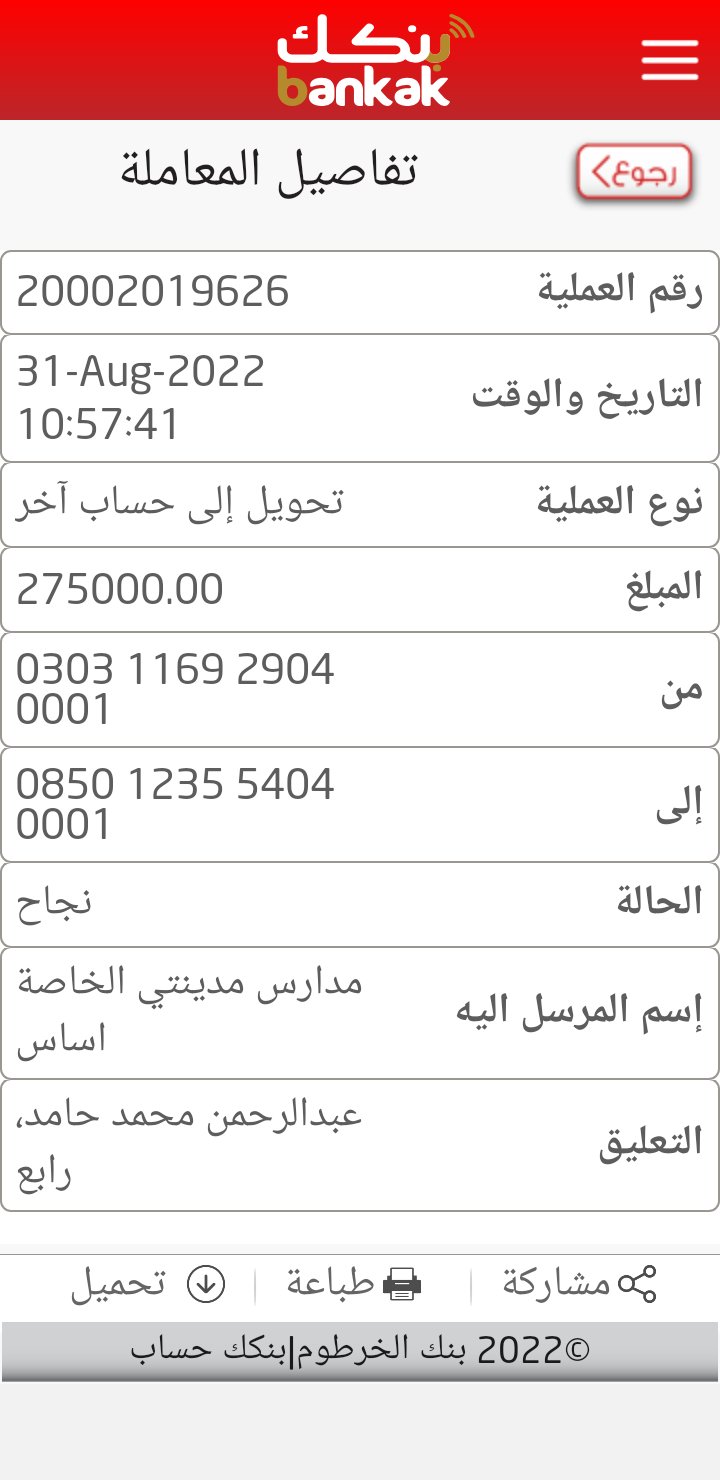 بنكك
bankak
رجوع
تفاصيل المعاملة
رقم العملية 20002019626
التاريخ والوقت 31-Aug-2022
10:57:41
نوع العملية تحويل إلى حساب آخر
المبلغ 275000.00
من 0303 1169 2904
0001
إلى 0850 1235 5404
0001
الحالة نجاح
إسم المرسل اليه مدارس مدينتي الخاصة
اساس
التعليق عبدالرحمن محمد حامد،
رابع
مشاركة طباعة تحميل
©2022 بنك الخرطوم|بنكك حساب